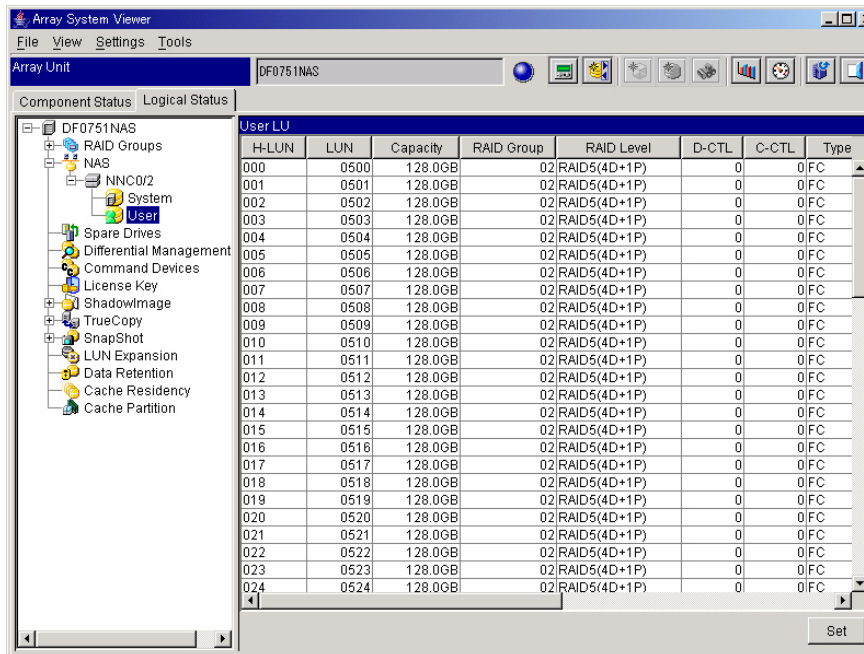 Array System Viewer
File View Settings Tools
Array Unit
DF0751NAS
Component Status Logical Status
DF0751NAS
RAID Groups
NAS
NNC0/2
System
User
Spare Drives
Differential Management
Command Devices
License Key
ShadowImage
TrueCopy
SnapShot
LUN Expansion
Data Retention
Cache Residency
Cache Partition
User LU
H-LUN LUN Capacity RAID Group RAID Level D-CTL C-CTL Type
000 0500 128.0GB 02 RAID5(4D+1P) 0 0 FC
001 0501 128.0GB 02 RAID5(4D+1P) 0 0 FC
002 0502 128.0GB 02 RAID5(4D+1P) 0 0 FC
003 0503 128.0GB 02 RAID5(4D+1P) 0 0 FC
004 0504 128.0GB 02 RAID5(4D+1P) 0 0 FC
005 0505 128.0GB 02 RAID5(4D+1P) 0 0 FC
006 0506 128.0GB 02 RAID5(4D+1P) 0 0 FC
007 0507 128.0GB 02 RAID5(4D+1P) 0 0 FC
008 0508 128.0GB 02 RAID5(4D+1P) 0 0 FC
009 0509 128.0GB 02 RAID5(4D+1P) 0 0 FC
010 0510 128.0GB 02 RAID5(4D+1P) 0 0 FC
011 0511 128.0GB 02 RAID5(4D+1P) 0 0 FC
012 0512 128.0GB 02 RAID5(4D+1P) 0 0 FC
013 0513 128.0GB 02 RAID5(4D+1P) 0 0 FC
014 0514 128.0GB 02 RAID5(4D+1P) 0 0 FC
015 0515 128.0GB 02 RAID5(4D+1P) 0 0 FC
016 0516 128.0GB 02 RAID5(4D+1P) 0 0 FC
017 0517 128.0GB 02 RAID5(4D+1P) 0 0 FC
018 0518 128.0GB 02 RAID5(4D+1P) 0 0 FC
019 0519 128.0GB 02 RAID5(4D+1P) 0 0 FC
020 0520 128.0GB 02 RAID5(4D+1P) 0 0 FC
021 0521 128.0GB 02 RAID5(4D+1P) 0 0 FC
022 0522 128.0GB 02 RAID5(4D+1P) 0 0 FC
023 0523 128.0GB 02 RAID5(4D+1P) 0 0 FC
024 0524 128.0GB 02 RAID5(4D+1P) 0 0 FC
Set